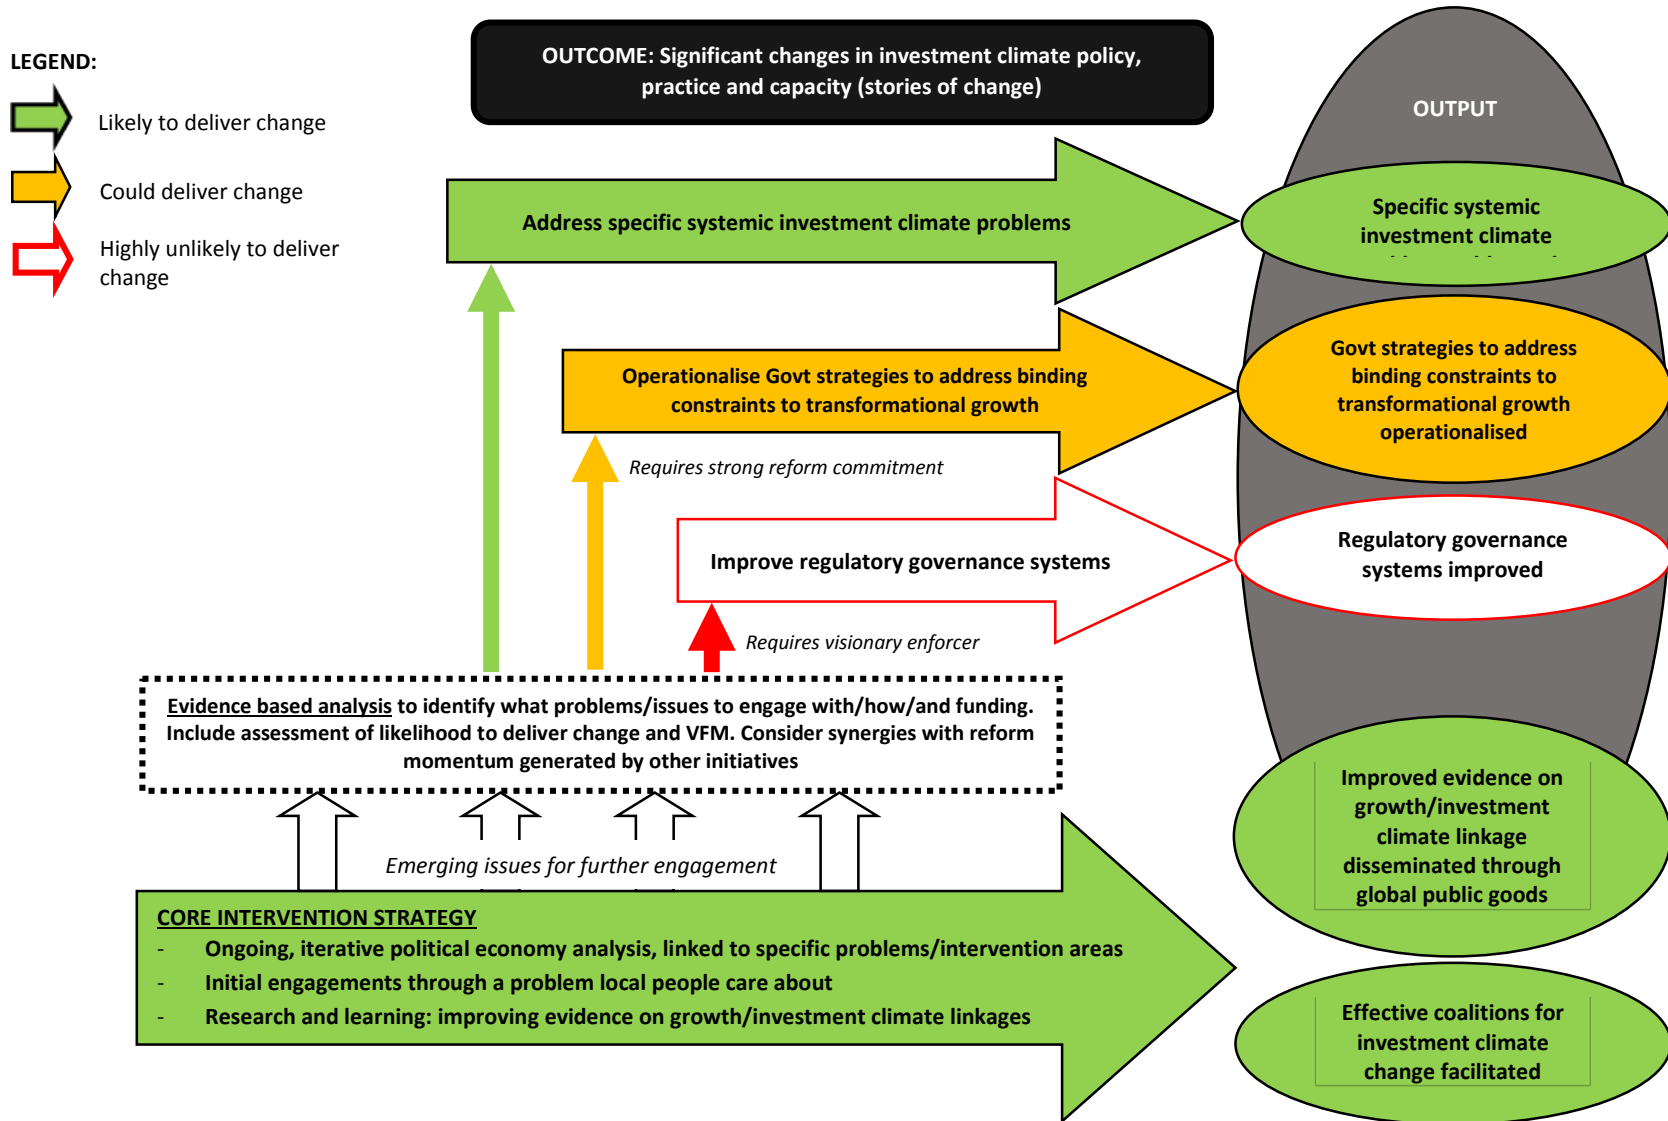 LEGEND:
Likely to deliver change
Could deliver change
Highly unlikely to deliver
change
OUTCOME: Significant changes in investment climate policy,
practice and capacity (stories of change)
OUTPUT
Address specific systemic investment climate problems
Specific systemic
investment climate
Operationalise Govt strategies to address binding
constraints to transformational growth
Govt strategies to address
binding constraints to
transformational growth
operationalised
Requires strong reform commitment
Improve regulatory governance systems
Regulatory governance
systems improved
Requires visionary enforcer
Evidence based analysis to identify what problems/issues to engage with/how/and funding.
Include assessment of likelihood to deliver change and VFM. Consider synergies with reform
momentum generated by other initiatives
Improved evidence on
growth/investment
climate linkage
disseminated through
global public goods
Emerging issues for further engagement
CORE INTERVENTION STRATEGY
- Ongoing, iterative political economy analysis, linked to specific problems/intervention areas
- Initial engagements through a problem local people care about
- Research and learning: improving evidence on growth/investment climate linkages
Effective coalitions for
investment climate
change facilitated